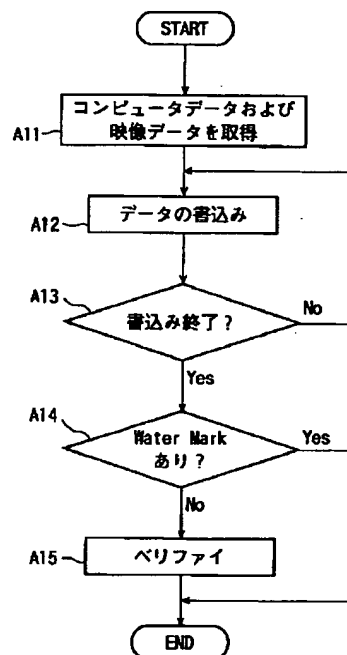 START
コンピュータデータおよび
映像データを取得
A11
データの書込み
A12
A13
書込み終了？
No
Yes
A14
Water Mark
あり？
Yes
No
A15
ベリファイ
END